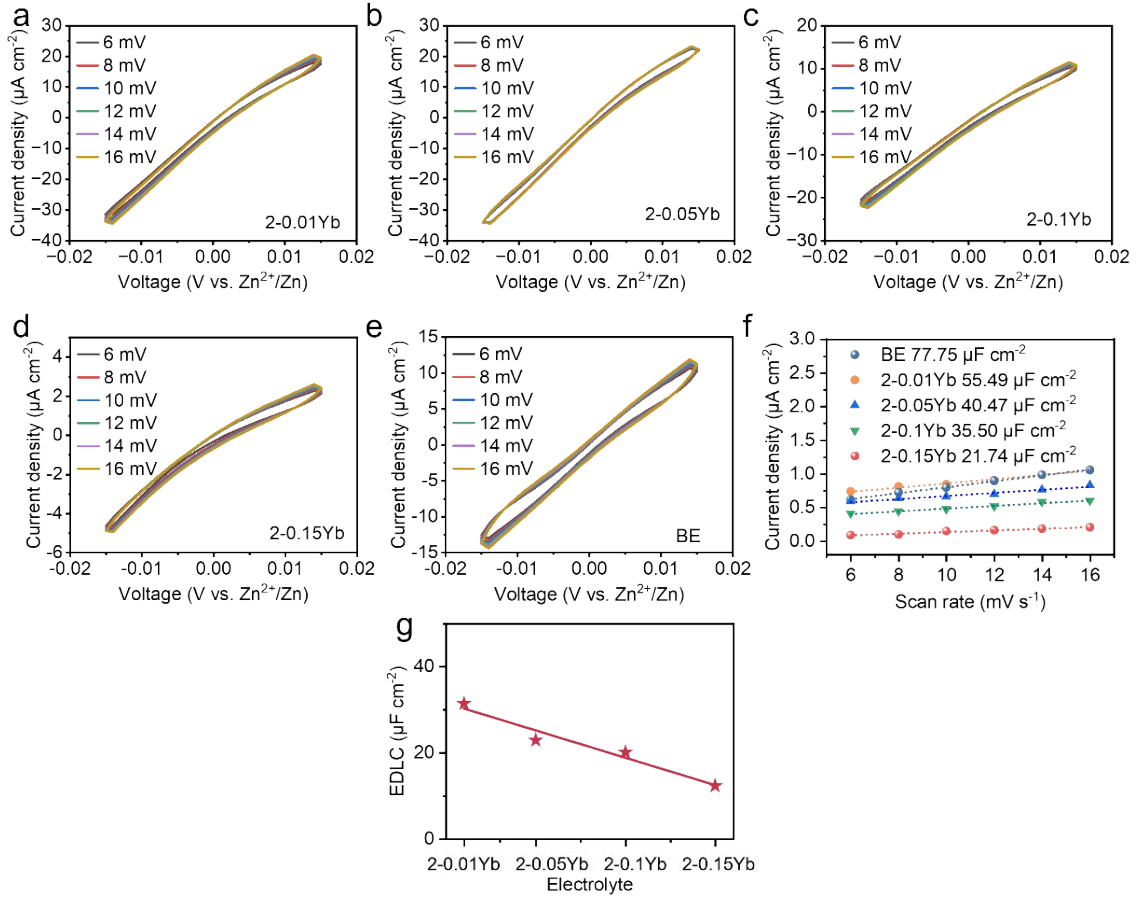 a
Current density (µA cm⁻²)
30
20
10
0
−10
−20
−30
−40
6 mV
8 mV
10 mV
12 mV
14 mV
16 mV
2-0.01Yb
−0.02 −0.01 0.00 0.01 0.02
Voltage (V vs. Zn²⁺/Zn)
b
Current density (µA cm⁻²)
30
20
10
0
−10
−20
−30
−40
6 mV
8 mV
10 mV
12 mV
14 mV
16 mV
2-0.05Yb
−0.02 −0.01 0.00 0.01 0.02
Voltage (V vs. Zn²⁺/Zn)
c
Current density (µA cm⁻²)
20
10
0
−10
−20
−30
6 mV
8 mV
10 mV
12 mV
14 mV
16 mV
2-0.1Yb
−0.02 −0.01 0.00 0.01 0.02
Voltage (V vs. Zn²⁺/Zn)
d
Current density (µA cm⁻²)
4
2
0
−2
−4
−6
6 mV
8 mV
10 mV
12 mV
14 mV
16 mV
2-0.15Yb
−0.02 −0.01 0.00 0.01 0.02
Voltage (V vs. Zn²⁺/Zn)
e
Current density (µA cm⁻²)
15
10
5
0
−5
−10
−15
6 mV
8 mV
10 mV
12 mV
14 mV
16 mV
BE
−0.02 −0.01 0.00 0.01 0.02
Voltage (V vs. Zn²⁺/Zn)
f
Current density (µA cm⁻²)
3.0
2.5
2.0
1.5
1.0
0.5
0.0
BE 77.75 µF cm⁻²
2-0.01Yb 55.49 µF cm⁻²
2-0.05Yb 40.47 µF cm⁻²
2-0.1Yb 35.50 µF cm⁻²
2-0.15Yb 21.74 µF cm⁻²
6 8 10 12 14 16
Scan rate (mV s⁻¹)
g
EDLC (µF cm⁻²)
40
20
0
2-0.01Yb 2-0.05Yb 2-0.1Yb 2-0.15Yb
Electrolyte